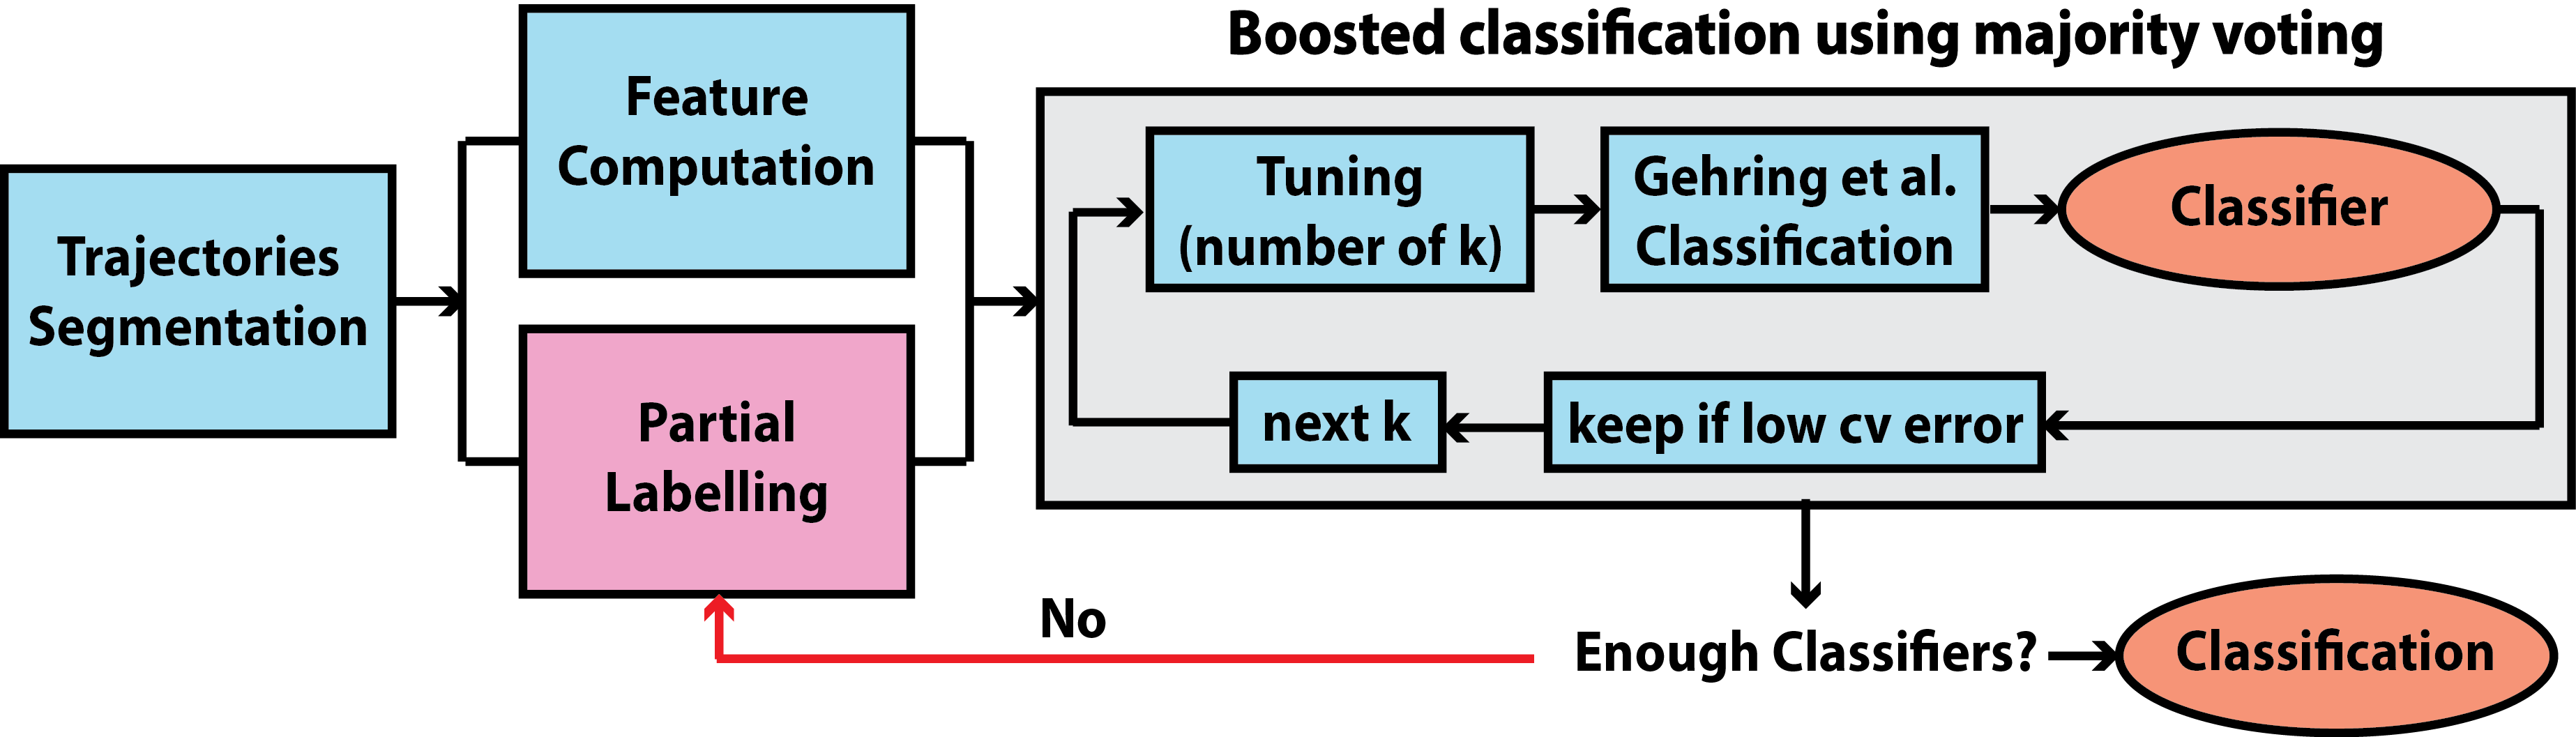 Boosted classification using majority voting
Trajectories
Segmentation
Feature
Computation
Partial
Labelling
Tuning
(number of k)
Gehring et al.
Classification
Classifier
keep if low cv error
next k
No
Enough Classifiers?
Classification